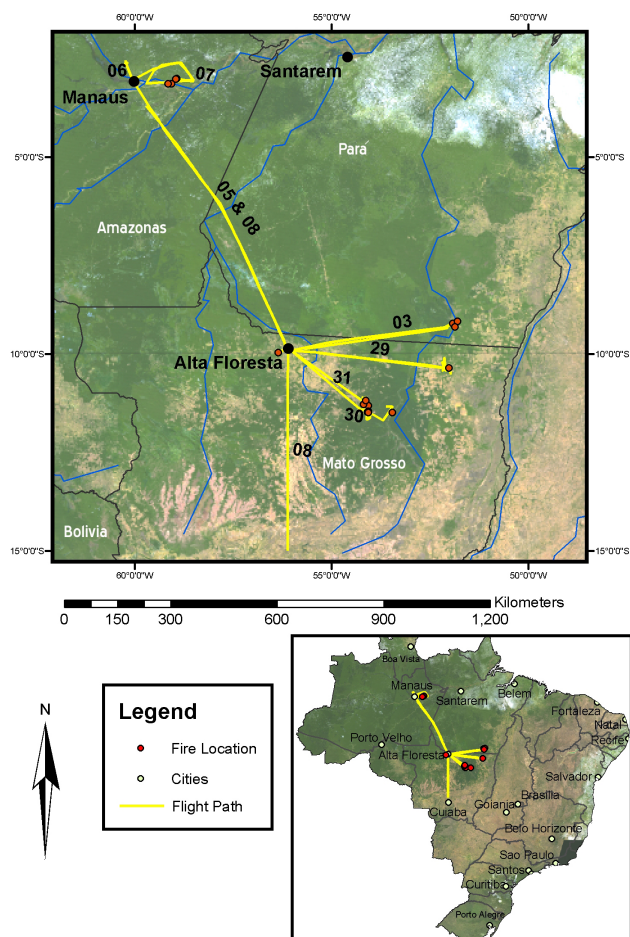 60°0'0"W 55°0'0"W 50°0'0"W
06
07
Manaus
Santarem
5°0'0"S
5°0'0"S
Pará
05 & 08
Amazonas
03
29
10°0'0"S
10°0'0"S
Alta Floresta
31
30
08
Mato Grosso
Bolivia
15°0'0"S
15°0'0"S
60°0'0"W 55°0'0"W 50°0'0"W
Kilometers
0 150 300 600 900 1,200
N
Legend
Fire Location
Cities
Flight Path
Boa Vista
Manaus
Santarem
Belem
Fortaleza
Natal
Recife
Porto Velho
Alta Floresta
Salvador
Cuiaba
Goiania
Brasilia
Belo Horizonte
Sao Paulo
Santos
Curitiba
Porto Alegre